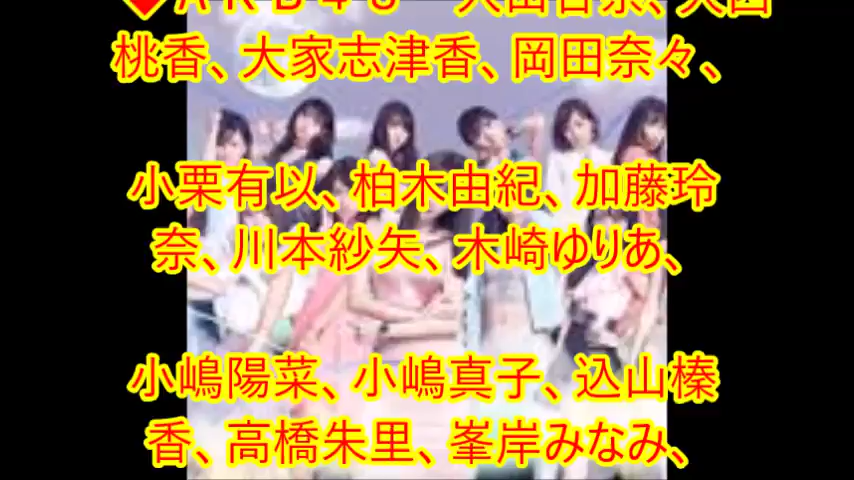 桃香、大家志津香、岡田奈々、
小栗有以、柏木由紀、加藤玲
奈、川本紗矢、木崎ゆりあ、
小嶋陽菜、小嶋真子、込山榛
香、高橋朱里、峯岸みなみ、